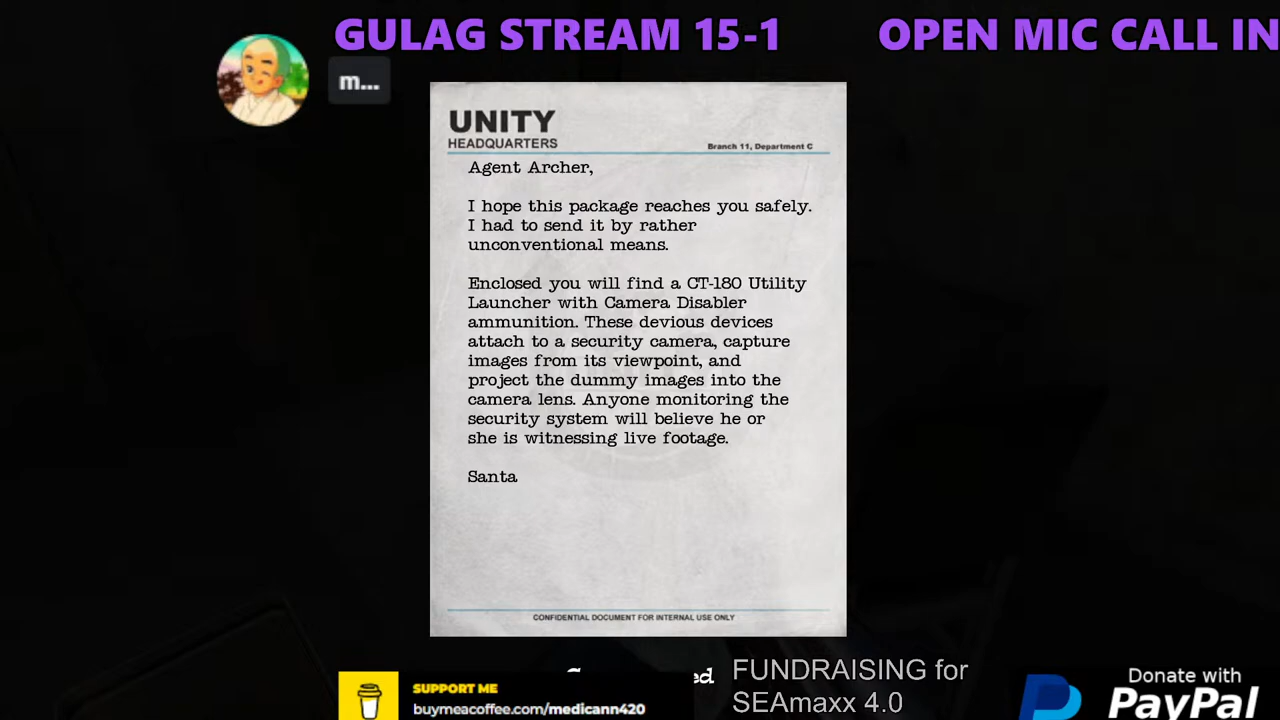 GULAG STREAM 15-1 OPEN MIC CALL IN
m...
UNITY
HEADQUARTERS
Branch 11, Department C
Agent Archer,
I hope this package reaches you safely.
I had to send it by rather
unconventional means.
Enclosed you will find a CT-180 Utility
Launcher with Camera Disabler
ammunition. These devious devices
attach to a security camera, capture
images from its viewpoint, and
project the dummy images into the
camera lens. Anyone monitoring the
security system will believe he or
she is witnessing live footage.
Santa
CONFIDENTIAL DOCUMENT FOR INTERNAL USE ONLY
SUPPORT ME
buymeacoffee.com/medicann420
FUNDRAISING for
SEAmaxx 4.0
Donate with
PayPal